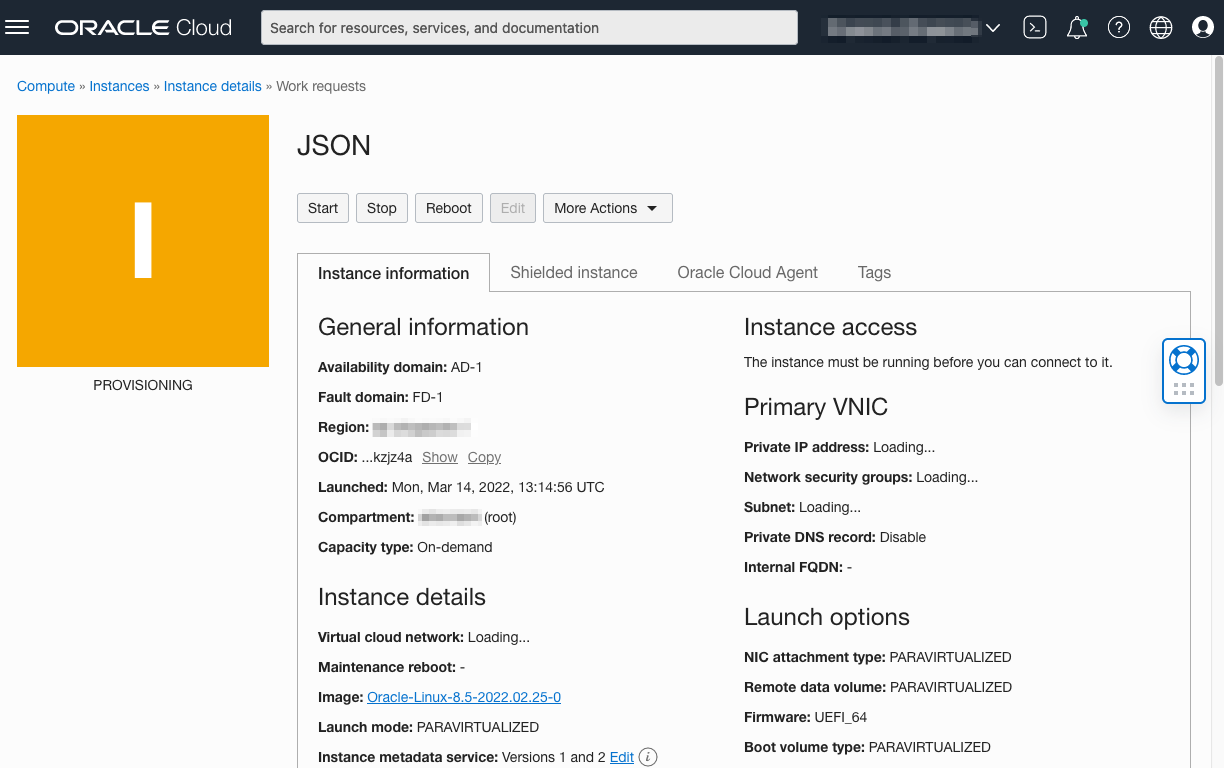 ORACLE Cloud
Search for resources, services, and documentation
Compute » Instances » Instance details » Work requests
I
PROVISIONING
JSON
Start Stop Reboot Edit More Actions
Instance information Shielded instance Oracle Cloud Agent Tags
General information
Availability domain: AD-1
Fault domain: FD-1
Region:
OCID: ...kzjz4a Show Copy
Launched: Mon, Mar 14, 2022, 13:14:56 UTC
Compartment: (root)
Capacity type: On-demand
Instance details
Virtual cloud network: Loading...
Maintenance reboot: -
Image: Oracle-Linux-8.5-2022.02.25-0
Launch mode: PARAVIRTUALIZED
Instance metadata service: Versions 1 and 2 Edit i
Instance access
The instance must be running before you can connect to it.
Primary VNIC
Private IP address: Loading...
Network security groups: Loading...
Subnet: Loading...
Private DNS record: Disable
Internal FQDN: -
Launch options
NIC attachment type: PARAVIRTUALIZED
Remote data volume: PARAVIRTUALIZED
Firmware: UEFI_64
Boot volume type: PARAVIRTUALIZED